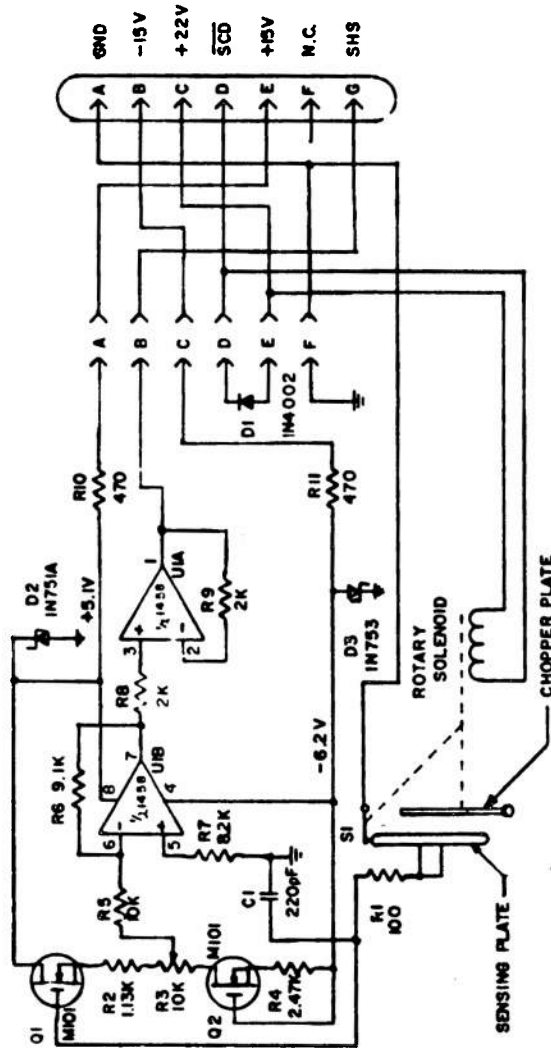 GND
-15V
+22V
SCD
+15V
N.C.
SHS
A
B
C
D
E
F
G
A
B
C
D
E
F
D1
1N4002
R10
470
R11
470
D2
1N751A
+5.1V
1
U1A
½ 1458
3
+
2
-
R9
2K
R8
2K
D3
1N753
-6.2V
ROTARY
SOLENOID
CHOPPER PLATE
R6 9.1K
8
7
U1B
½ 1458
4
6
-
5
+
R7
8.2K
C1
220pF
S1
R5
10K
R1
100
SENSING PLATE
Q1
M101
R2
1.13K
R3
10K
M101
Q2
R4
2.47K